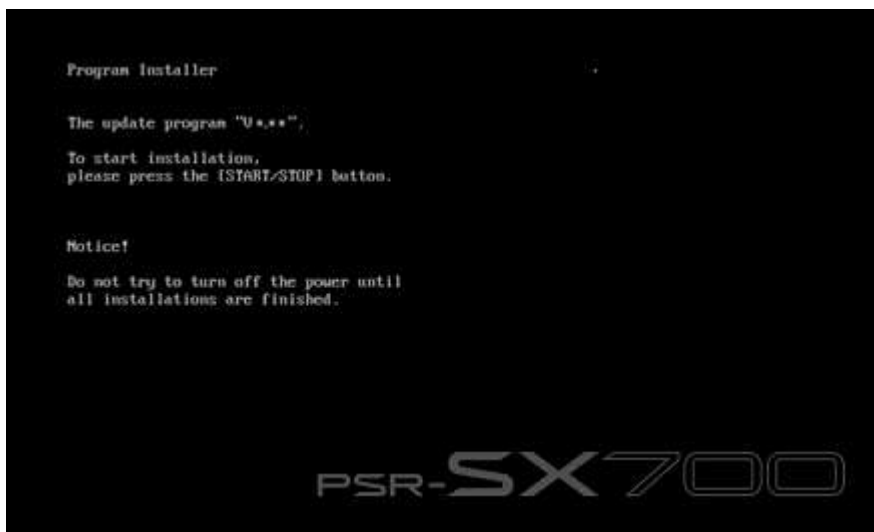 Program Installer
The update program "V*.**",
To start installation,
please press the [START/STOP] button.
Notice!
Do not try to turn off the power until
all installations are finished.
PSR-SX700